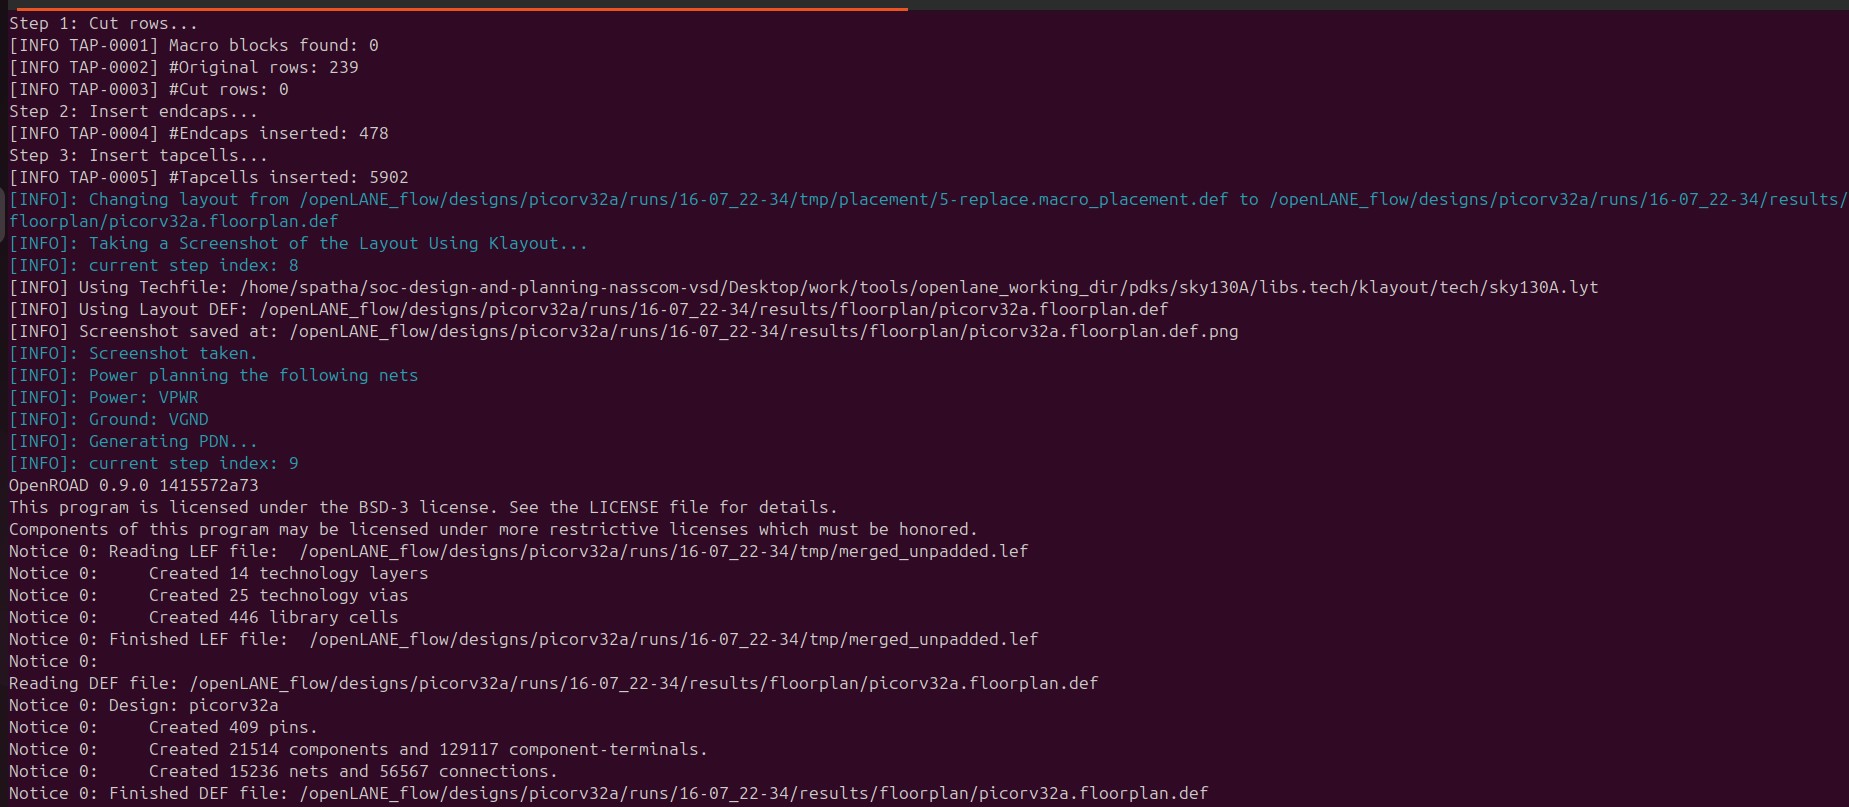 Step 1: Cut rows...
[INFO TAP-0001] Macro blocks found: 0
[INFO TAP-0002] #Original rows: 239
[INFO TAP-0003] #Cut rows: 0
Step 2: Insert endcaps...
[INFO TAP-0004] #Endcaps inserted: 478
Step 3: Insert tapcells...
[INFO TAP-0005] #Tapcells inserted: 5902
[INFO]: Changing layout from /openLANE_flow/designs/picorv32a/runs/16-07_22-34/tmp/placement/5-replace.macro_placement.def to /openLANE_flow/designs/picorv32a/runs/16-07_22-34/results/
floorplan/picorv32a.floorplan.def
[INFO]: Taking a Screenshot of the Layout Using Klayout...
[INFO]: current step index: 8
[INFO] Using Techfile: /home/spatha/soc-design-and-planning-nasscom-vsd/Desktop/work/tools/openlane_working_dir/pdks/sky130A/libs.tech/klayout/tech/sky130A.lyt
[INFO] Using Layout DEF: /openLANE_flow/designs/picorv32a/runs/16-07_22-34/results/floorplan/picorv32a.floorplan.def
[INFO] Screenshot saved at: /openLANE_flow/designs/picorv32a/runs/16-07_22-34/results/floorplan/picorv32a.floorplan.def.png
[INFO]: Screenshot taken.
[INFO]: Power planning the following nets
[INFO]: Power: VPWR
[INFO]: Ground: VGND
[INFO]: Generating PDN...
[INFO]: current step index: 9
OpenROAD 0.9.0 1415572a73
This program is licensed under the BSD-3 license. See the LICENSE file for details.
Components of this program may be licensed under more restrictive licenses which must be honored.
Notice 0: Reading LEF file:  /openLANE_flow/designs/picorv32a/runs/16-07_22-34/tmp/merged_unpadded.lef
Notice 0:     Created 14 technology layers
Notice 0:     Created 25 technology vias
Notice 0:     Created 446 library cells
Notice 0: Finished LEF file:  /openLANE_flow/designs/picorv32a/runs/16-07_22-34/tmp/merged_unpadded.lef
Notice 0:
Reading DEF file: /openLANE_flow/designs/picorv32a/runs/16-07_22-34/results/floorplan/picorv32a.floorplan.def
Notice 0: Design: picorv32a
Notice 0:     Created 409 pins.
Notice 0:     Created 21514 components and 129117 component-terminals.
Notice 0:     Created 15236 nets and 56567 connections.
Notice 0: Finished DEF file: /openLANE_flow/designs/picorv32a/runs/16-07_22-34/results/floorplan/picorv32a.floorplan.def